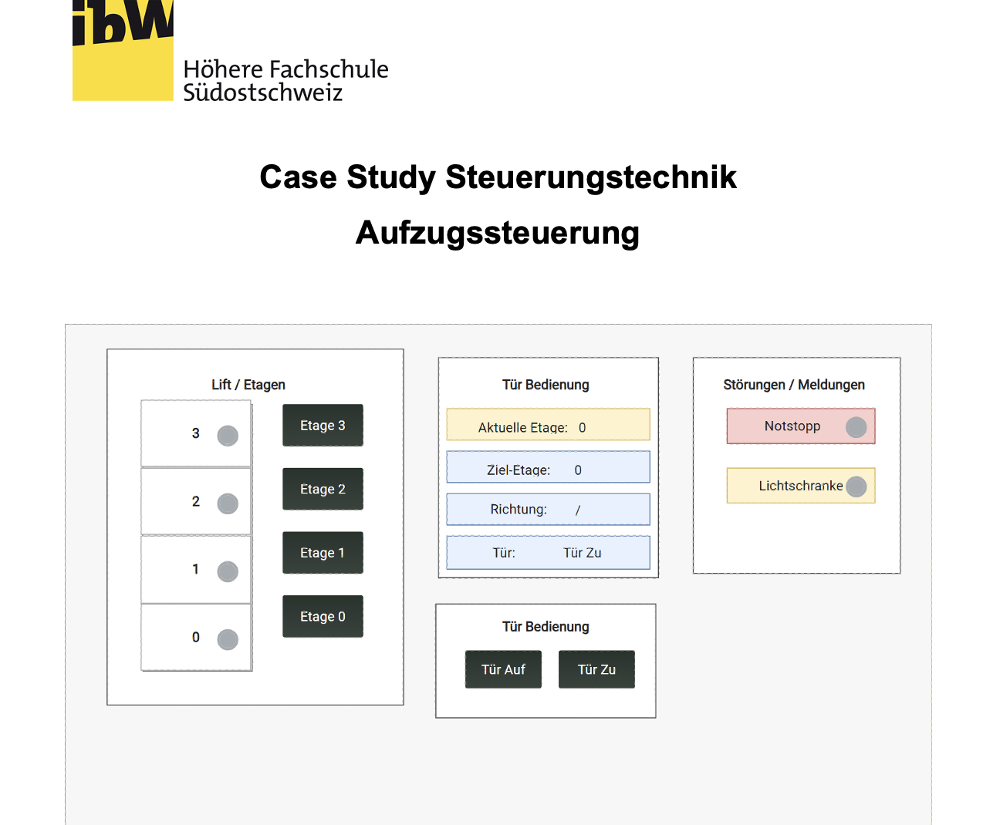 ibW
Höhere Fachschule
Südostschweiz
Case Study Steuerungstechnik
Aufzugssteuerung
Lift / Etagen
3
Etage 3
2
Etage 2
1
Etage 1
0
Etage 0
Tür Bedienung
Aktuelle Etage: 0
Ziel-Etage: 0
Richtung: /
Tür: Tür Zu
Tür Bedienung
Tür Auf
Tür Zu
Störungen / Meldungen
Notstopp
Lichtschranke